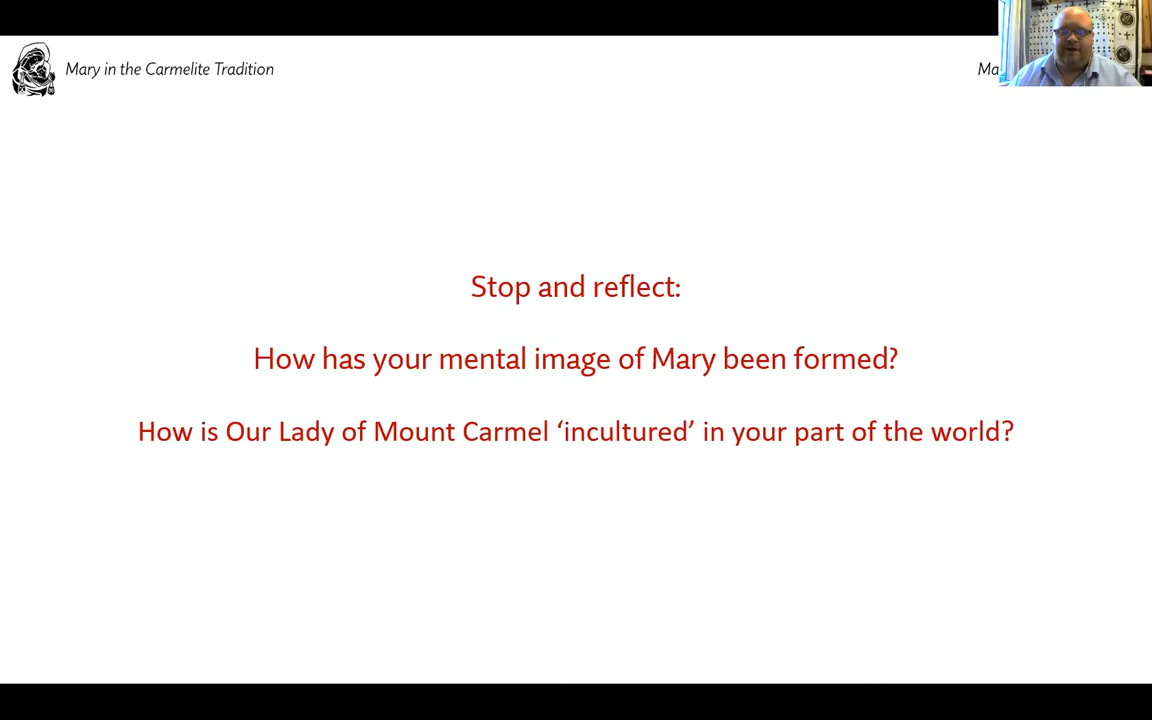 Mary in the Carmelite Tradition
Stop and reflect:
How has your mental image of Mary been formed?
How is Our Lady of Mount Carmel ‘incultured’ in your part of the world?